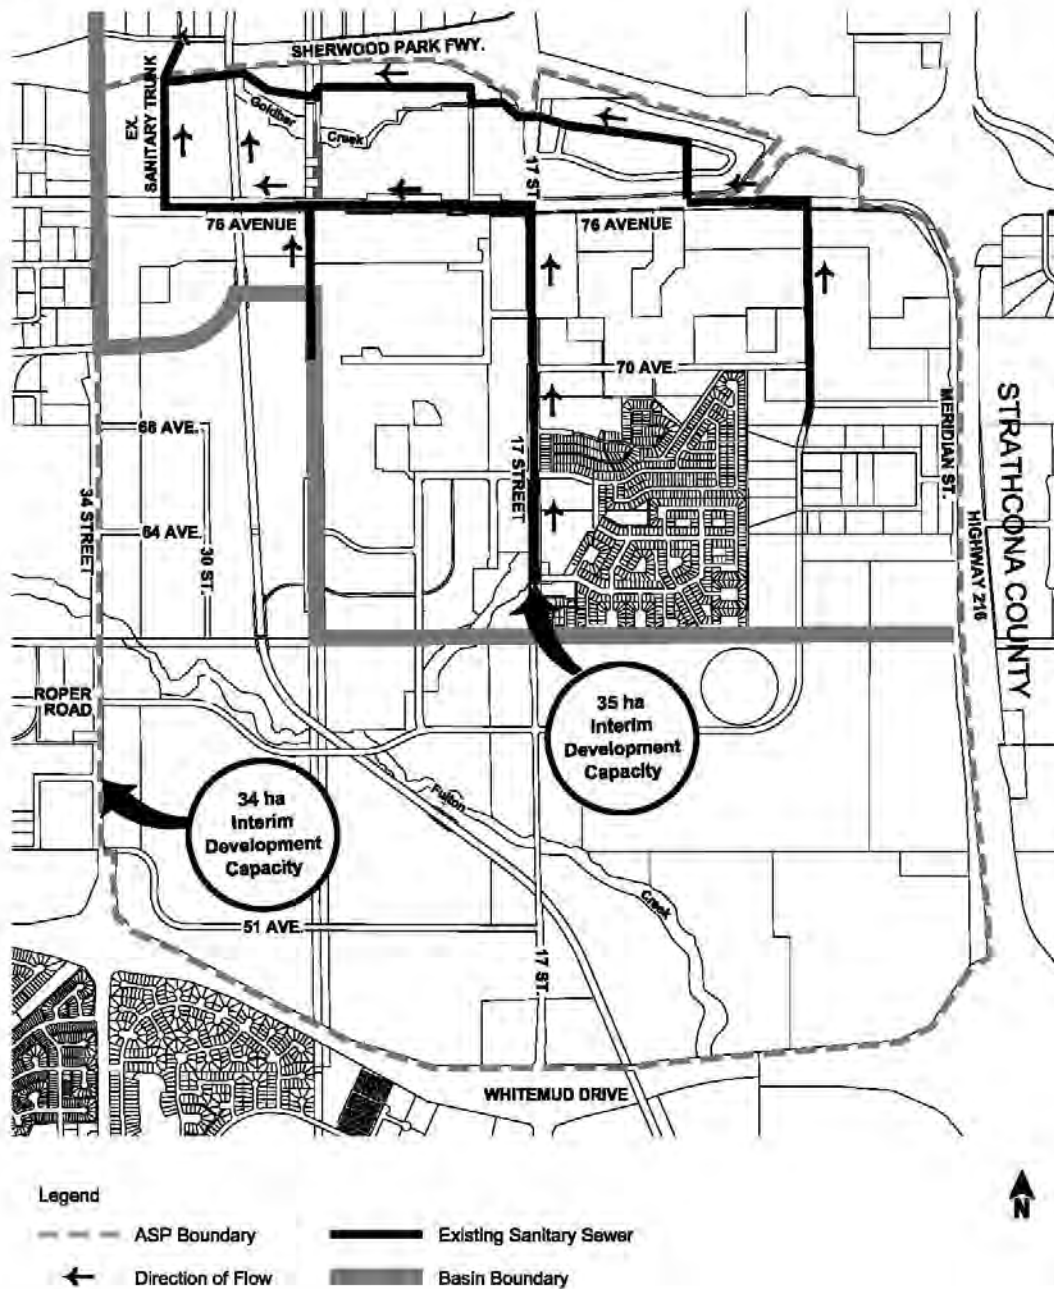 SHERWOOD PARK FWY.
EX.
SANITARY TRUNK
Goldbar
Creek
17 ST.
76 AVENUE
76 AVENUE
70 AVE.
68 AVE.
MERIDIAN ST.
STRATHCONA COUNTY
17 STREET
34 STREET
64 AVE.
30 ST.
HIGHWAY 216
ROPER
ROAD
35 ha
Interim
Development
Capacity
34 ha
Interim
Development
Capacity
Fulton
Creek
51 AVE.
17 ST.
WHITEMUD DRIVE
Legend
ASP Boundary
Existing Sanitary Sewer
Direction of Flow
Basin Boundary
N